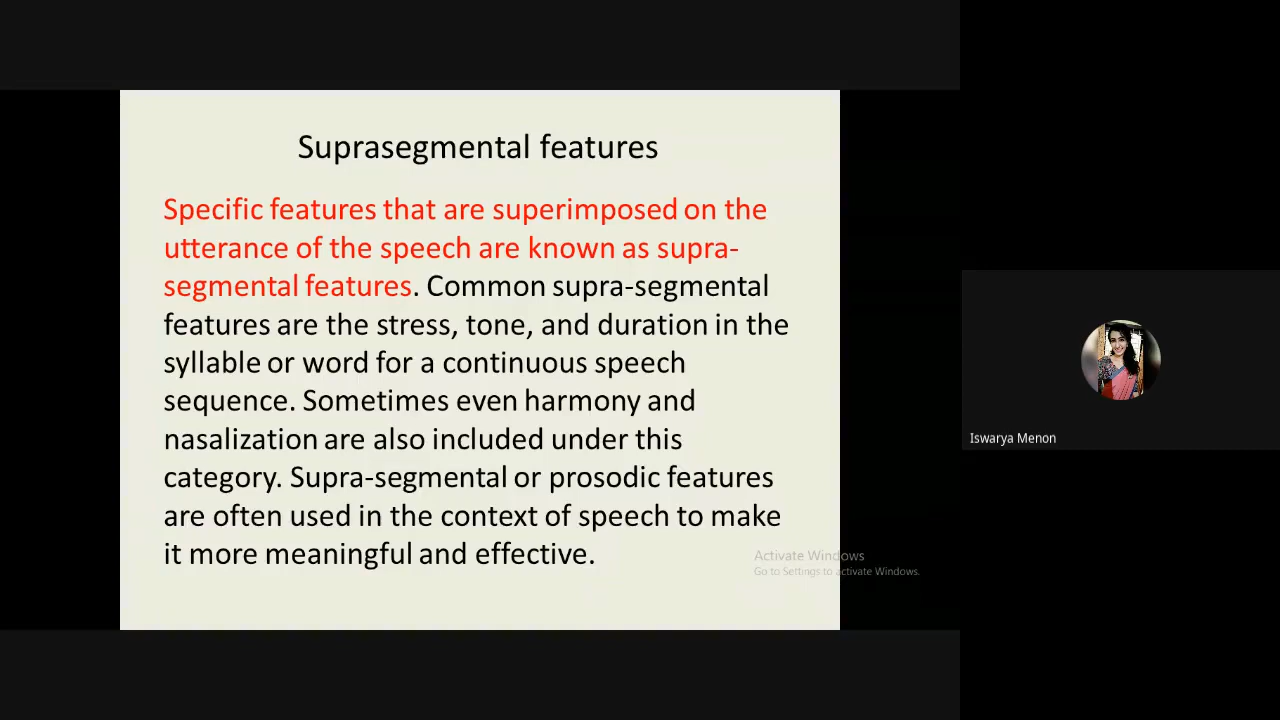 Suprasegmental features
Specific features that are superimposed on the
utterance of the speech are known as supra-
segmental features. Common supra-segmental
features are the stress, tone, and duration in the
syllable or word for a continuous speech
sequence. Sometimes even harmony and
nasalization are also included under this
category. Supra-segmental or prosodic features
are often used in the context of speech to make
it more meaningful and effective.
Activate Windows
Go to Settings to activate Windows.
Iswarya Menon